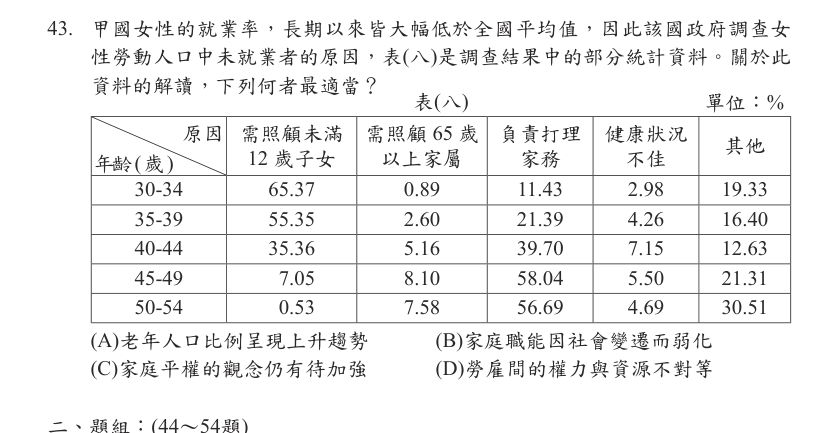 43. 甲國女性的就業率，長期以來皆大幅低於全國平均值，因此該國政府調查女
性勞動人口中未就業者的原因，表(八)是調查結果中的部分統計資料。關於此
資料的解讀，下列何者最適當？
表(八) 單位：%
原因 需照顧未滿 需照顧 65 歲 負責打理 健康狀況 其他
年齡(歲) 12 歲子女 以上家屬 家務 不佳
30-34 65.37 0.89 11.43 2.98 19.33
35-39 55.35 2.60 21.39 4.26 16.40
40-44 35.36 5.16 39.70 7.15 12.63
45-49 7.05 8.10 58.04 5.50 21.31
50-54 0.53 7.58 56.69 4.69 30.51
(A)老年人口比例呈現上升趨勢 (B)家庭職能因社會變遷而弱化
(C)家庭平權的觀念仍有待加強 (D)勞雇間的權力與資源不對等
二、題組：(44～54題)